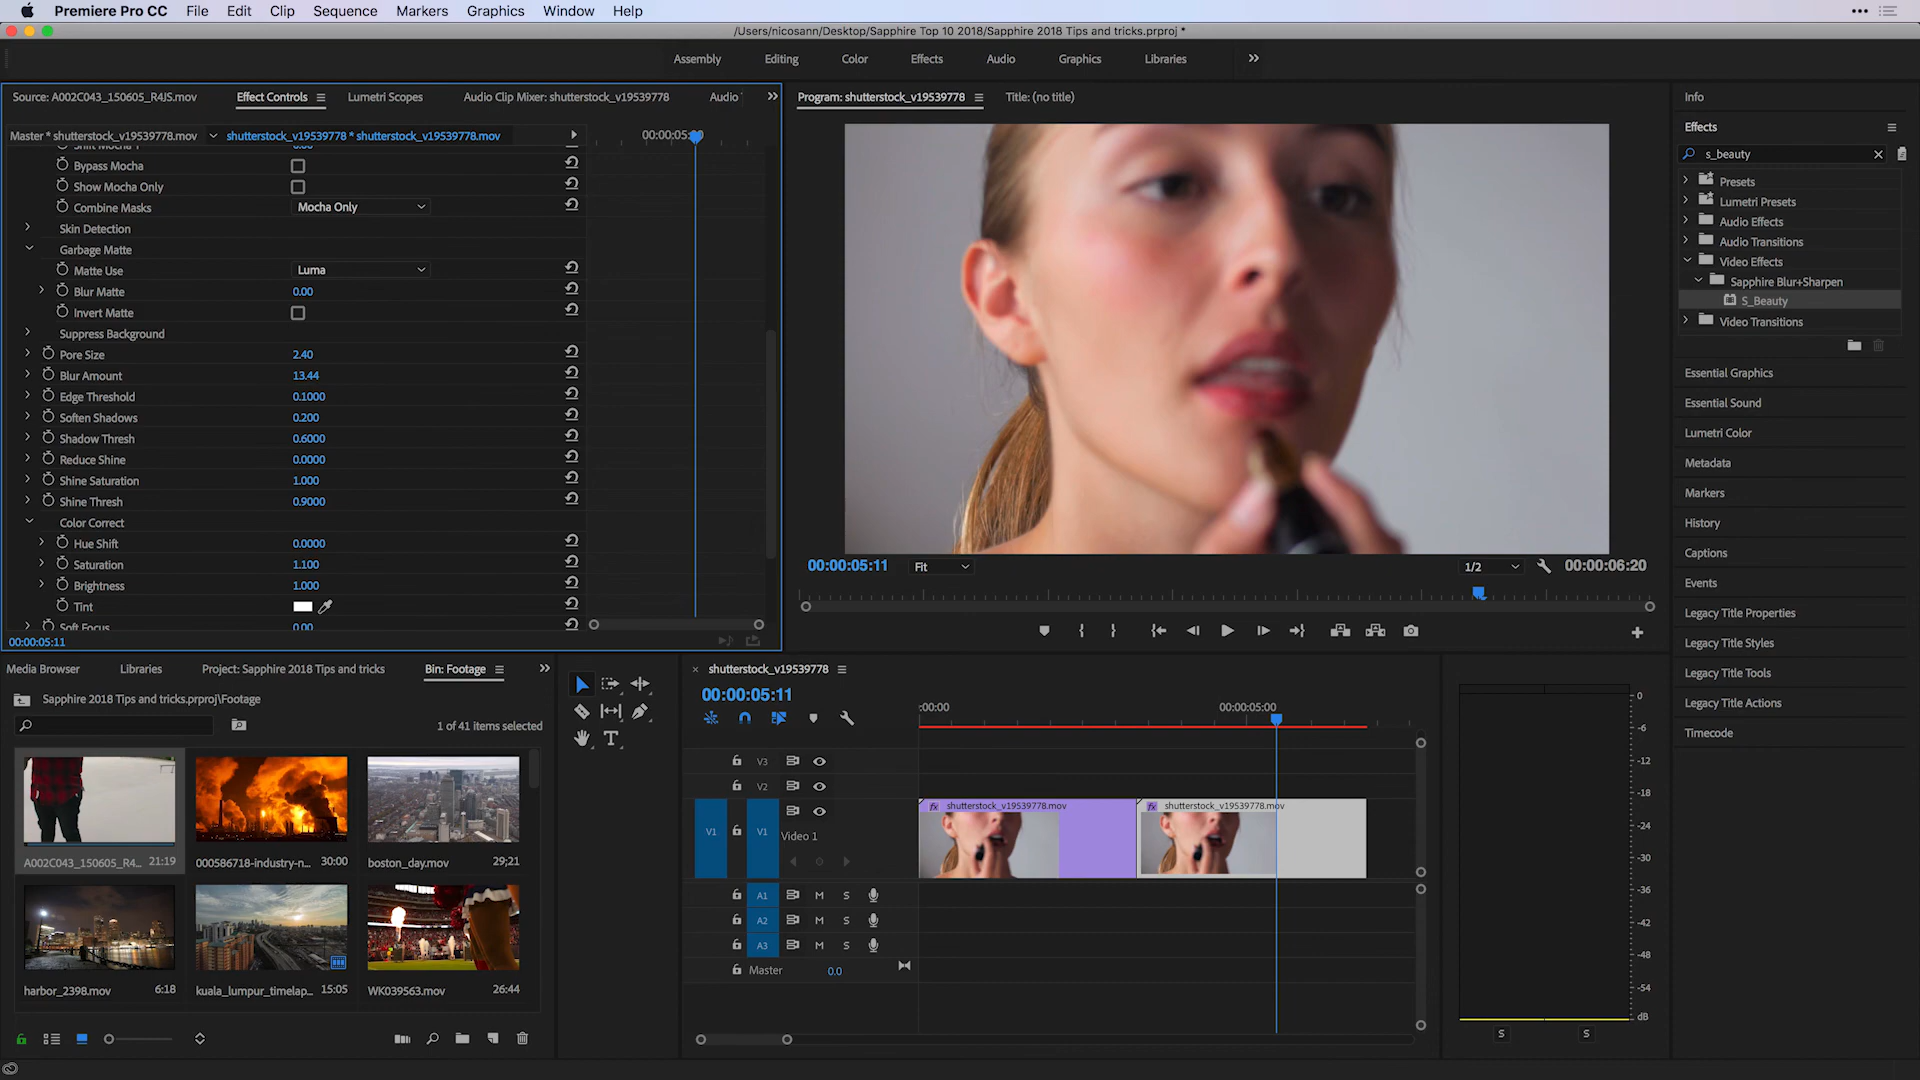 Premiere Pro CC File Edit Clip Sequence Markers Graphics Window Help
/Users/nicosann/Desktop/Sapphire Top 10 2018/Sapphire 2018 Tips and tricks.prproj *
Assembly Editing Color Effects Audio Graphics Libraries
Source: A002C043_150605_R4JS.mov Effect Controls Lumetri Scopes Audio Clip Mixer: shutterstock_v19539778 Audio
Master * shutterstock_v19539778.mov shutterstock_v19539778 * shutterstock_v19539778.mov
Bypass Mocha
Show Mocha Only
Combine Masks Mocha Only
Skin Detection
Garbage Matte
Matte Use Luma
Blur Matte 0.00
Invert Matte
Suppress Background
Pore Size 2.40
Blur Amount 13.44
Edge Threshold 0.1000
Soften Shadows 0.200
Shadow Thresh 0.6000
Reduce Shine 0.0000
Shine Saturation 1.000
Shine Thresh 0.9000
Color Correct
Hue Shift 0.0000
Saturation 1.100
Brightness 1.000
Tint
Soft Focus 0.00
00:00:05:11
Program: shutterstock_v19539778 Title: (no title)
00:00:05:11 Fit 1/2 00:00:06:20
Info
Effects
s_beauty
Presets
Lumetri Presets
Audio Effects
Audio Transitions
Video Effects
Sapphire Blur+Sharpen
S_Beauty
Video Transitions
Essential Graphics
Essential Sound
Lumetri Color
Metadata
Markers
History
Captions
Events
Legacy Title Properties
Legacy Title Styles
Legacy Title Tools
Legacy Title Actions
Timecode
Media Browser Libraries Project: Sapphire 2018 Tips and tricks Bin: Footage
Sapphire 2018 Tips and tricks.prproj\Footage
1 of 41 items selected
A002C043_150605_R4... 21:19
000586718-industry-n... 30:00
boston_day.mov 29;21
harbor_2398.mov 6:18
kuala_lumpur_timelap... 15:05
WK039563.mov 26:44
shutterstock_v19539778
00:00:05:11
:00:00 00:00:05:00
V3
V2
V1 V1 Video 1
fx shutterstock_v19539778.mov
fx shutterstock_v19539778.mov
A1 M S
A2 M S
A3 M S
Master 0.0
0
-6
-12
-18
-24
-30
-36
-42
-48
-54
dB
S S